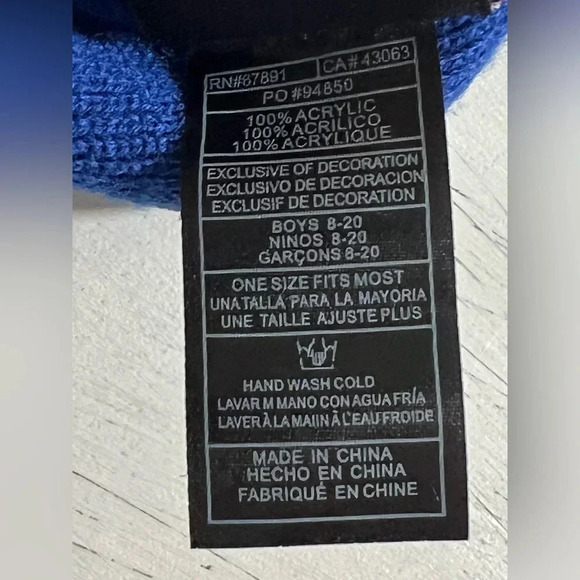 RN#87891 CA# 43063
PO #94850
100% ACRYLIC
100% ACRILICO
100% ACRYLIQUE
EXCLUSIVE OF DECORATION
EXCLUSIVO DE DECORACION
EXCLUSIF DE DECORATION
BOYS 8-20
NINOS 8-20
GARÇONS 8-20
ONE SIZE FITS MOST
UNA TALLA PARA LA MAYORIA
UNE TAILLE AJUSTE PLUS
HAND WASH COLD
LAVAR M MANO CON AGUA FRÍA
LAVER À LA MAIIN À L'EAU FROIDE
MADE IN CHINA
HECHO EN CHINA
FABRIQUÉ EN CHINE